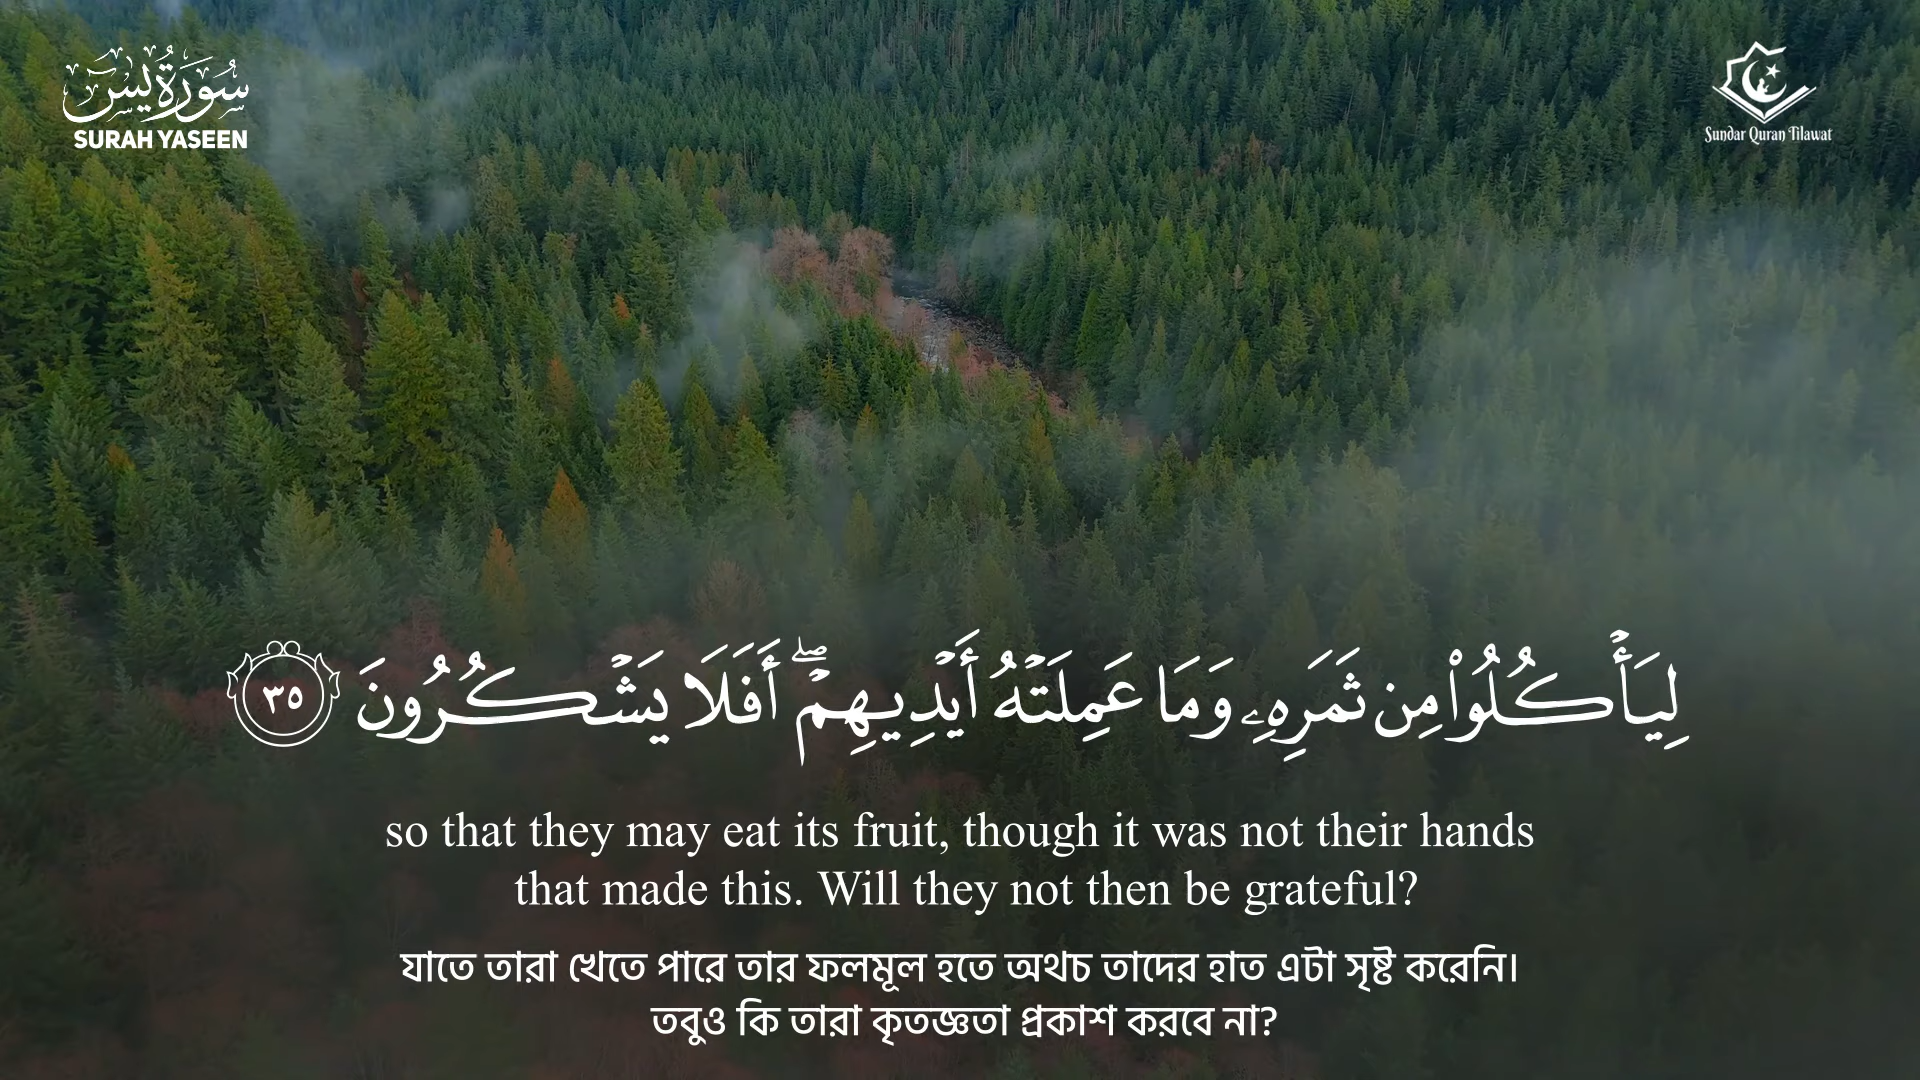 سُورَةُ يس
SURAH YASEEN
Sundar Quran Tilawat
لِيَأْكُلُوا۟ مِن ثَمَرِهِۦ وَمَا عَمِلَتْهُ أَيْدِيهِمْ ۖ أَفَلَا يَشْكُرُونَ ٣٥
so that they may eat its fruit, though it was not their hands
that made this. Will they not then be grateful?
যাতে তারা খেতে পারে তার ফলমূল হতে অথচ তাদের হাত এটা সৃষ্ট করেনি।
তবুও কি তারা কৃতজ্ঞতা প্রকাশ করবে না?